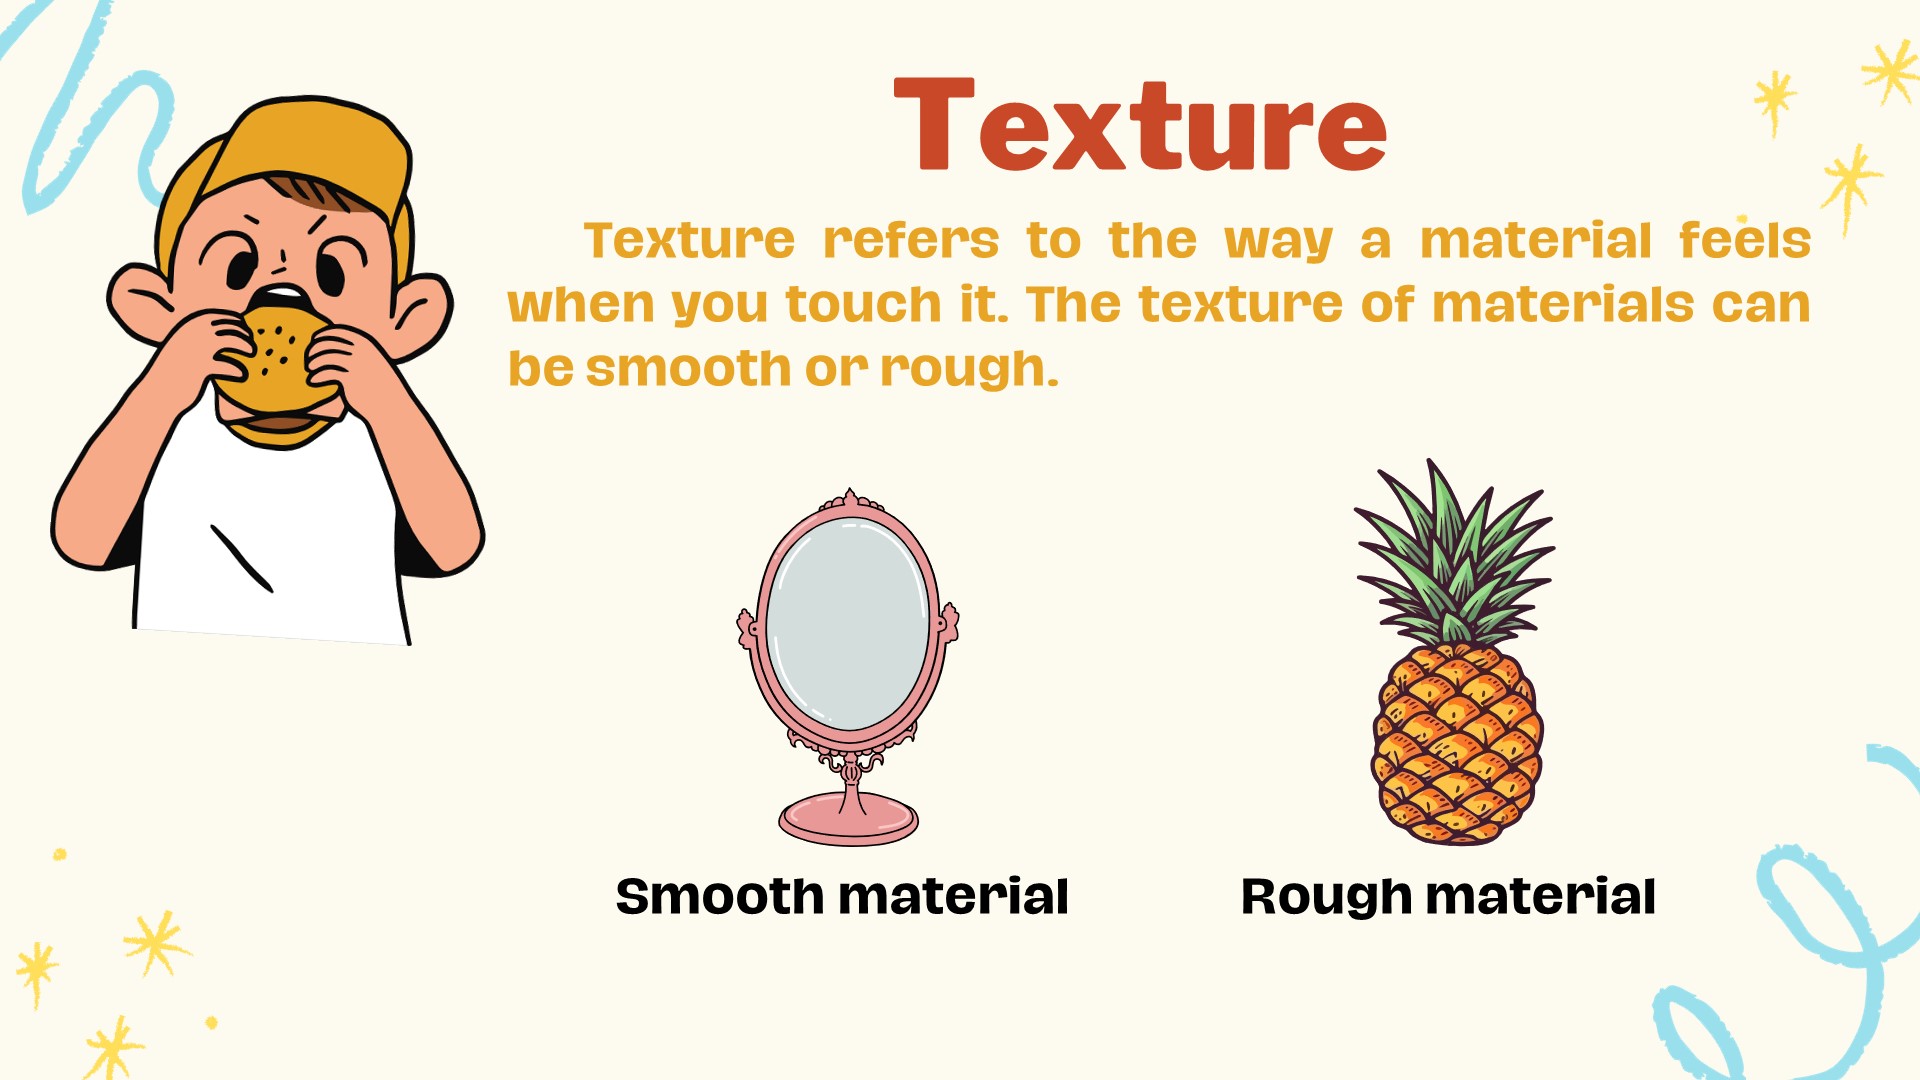 Texture
Texture refers to the way a material feels
when you touch it. The texture of materials can
be smooth or rough.
Smooth material
Rough material